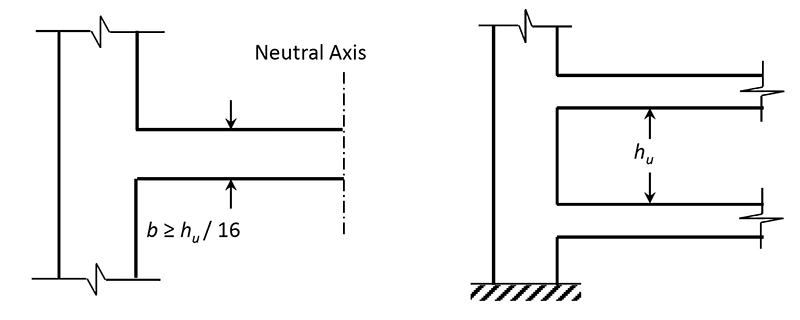 Neutral Axis
b ≥ hᵤ / 16
hᵤ